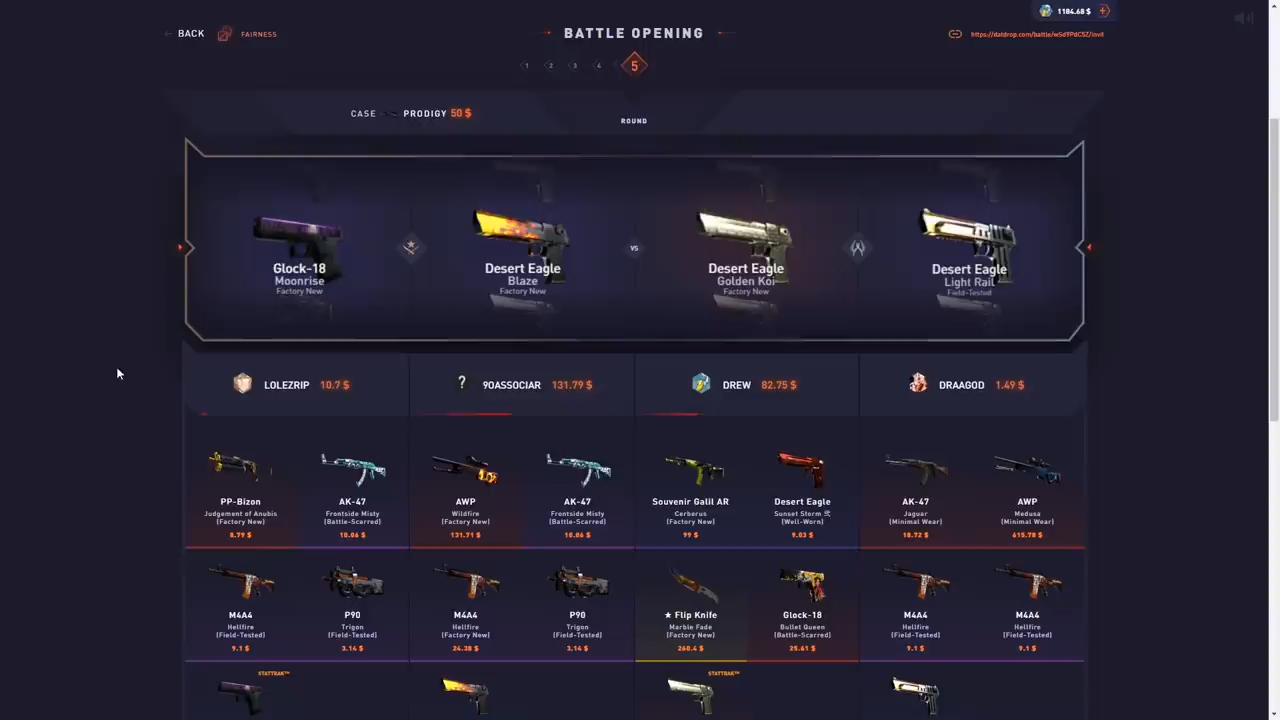 1184.68 $
BACK
FAIRNESS
BATTLE OPENING
https://datdrop.com/battle/wSdYPdCSZ/invit
1
2
3
4
5
CASE
PRODIGY 50 $
ROUND
Glock-18
Moonrise
Factory New
Desert Eagle
Blaze
Factory New
VS
Desert Eagle
Golden Koi
Factory New
Desert Eagle
Light Rail
Field-Tested
LOLEZRIP 10.7 $
? 90ASSOCIAR 131.79 $
DREW 82.75 $
DRAAGOD 1.49 $
PP-Bizon
Judgement of Anubis
(Factory New)
8.79 $
AK-47
Frontside Misty
(Battle-Scarred)
10.06 $
AWP
Wildfire
(Factory New)
131.71 $
AK-47
Frontside Misty
(Battle-Scarred)
10.06 $
Souvenir Galil AR
Cerberus
(Factory New)
99 $
Desert Eagle
Sunset Storm 弐
(Well-Worn)
9.03 $
AK-47
Jaguar
(Minimal Wear)
18.72 $
AWP
Medusa
(Minimal Wear)
615.78 $
M4A4
Hellfire
(Field-Tested)
9.1 $
P90
Trigon
(Field-Tested)
3.14 $
M4A4
Hellfire
(Factory New)
24.38 $
P90
Trigon
(Field-Tested)
3.14 $
★ Flip Knife
Marble Fade
(Factory New)
260.4 $
Glock-18
Bullet Queen
(Battle-Scarred)
25.61 $
M4A4
Hellfire
(Field-Tested)
9.1 $
M4A4
Hellfire
(Field-Tested)
9.1 $
STATTRAK™
STATTRAK™